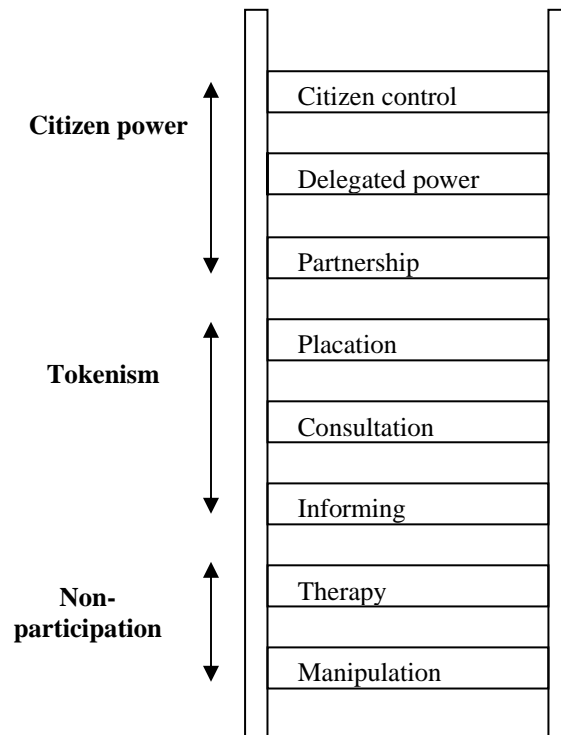 Citizen control
Citizen power
Delegated power
Partnership
Placation
Tokenism
Consultation
Informing
Therapy
Non-
participation
Manipulation